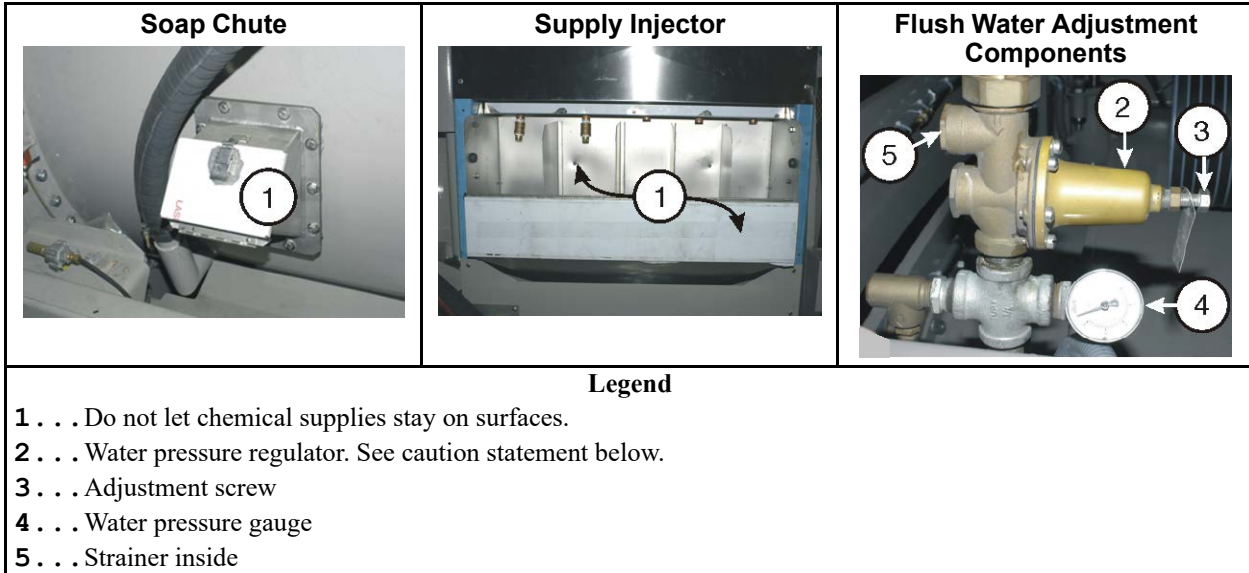 Soap Chute
Supply Injector
Flush Water Adjustment
Components
1
1
2
3
5
4
Legend
1...Do not let chemical supplies stay on surfaces.
2...Water pressure regulator. See caution statement below.
3...Adjustment screw
4...Water pressure gauge
5...Strainer inside